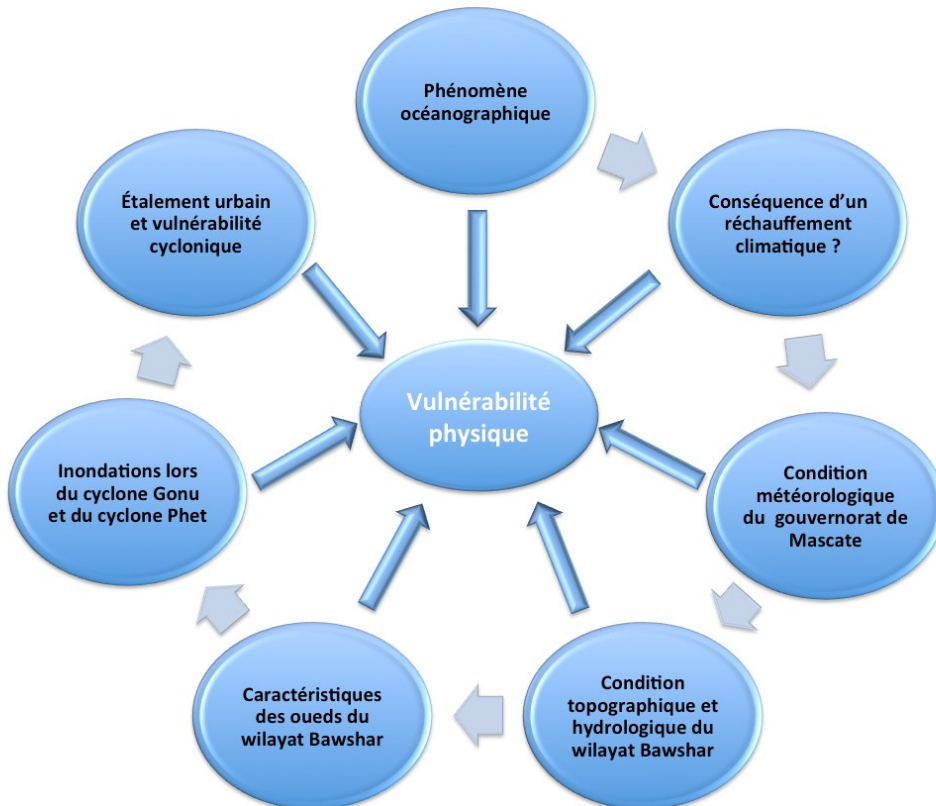 Phénomène
océanographique
Conséquence d'un
réchauffement
climatique ?
Condition
météorologique
du gouvernorat de
Mascate
Condition
topographique et
hydrologique du
wilayat Bawshar
Caractéristiques
des oueds du
wilayat Bawshar
Inondations lors
du cyclone Gonu
et du cyclone Phet
Étalement urbain
et vulnérabilité
cyclonique
Vulnérabilité
physique